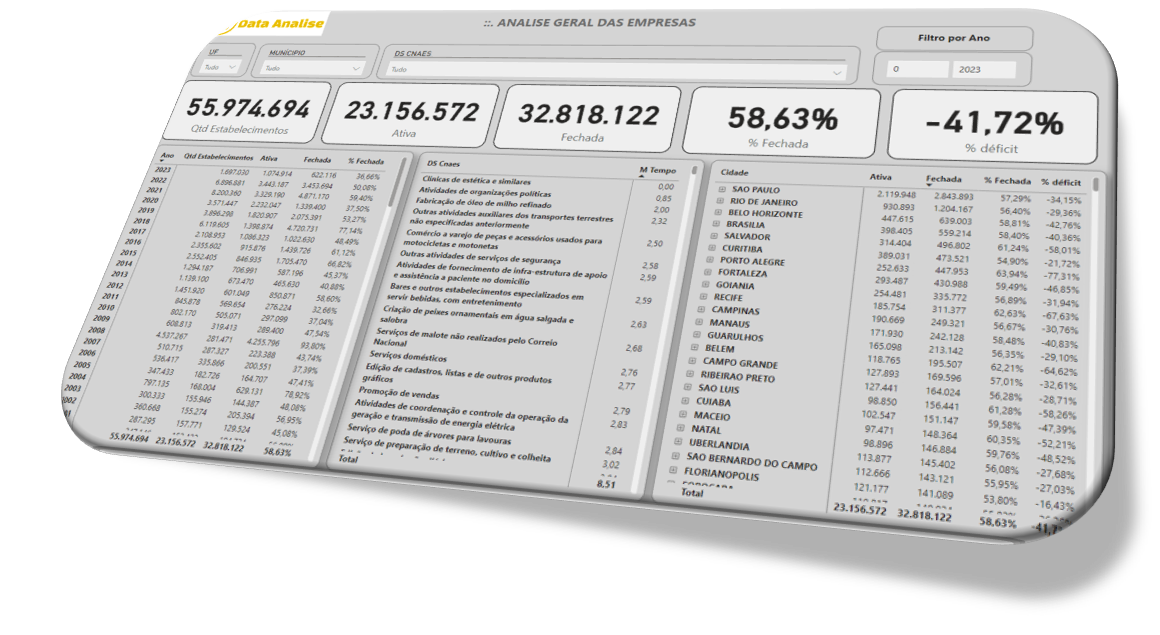 Data Analise
::. ANALISE GERAL DAS EMPRESAS
Filtro por Ano
UF
MUNICÍPIO
DS CNAES
Tudo
Tudo
Tudo
0 2023
55.974.694
Qtd Estabelecimentos
23.156.572
Ativa
32.818.122
Fechada
58,63%
% Fechada
-41,72%
% déficit
Ano Qtd Estabelecimentos Ativa Fechada % Fechada
2023 1.697.030 1.074.914 622.116 36,66%
2022 6.896.881 3.443.187 3.453.694 50,08%
2021 8.200.360 3.329.190 4.871.170 59,40%
2020 3.571.447 2.232.047 1.339.400 37,50%
2019 3.896.298 1.820.907 2.075.391 53,27%
2018 6.119.605 1.398.874 4.720.731 77,14%
2017 2.108.953 1.086.323 1.022.630 48,49%
2016 2.355.602 915.876 1.439.726 61,12%
2015 2.552.405 846.935 1.705.470 66,82%
2014 1.294.187 706.991 587.196 45,37%
2013 1.139.100 673.470 465.630 40,88%
2012 1.451.920 601.049 850.871 58,60%
2011 845.878 569.654 276.224 32,66%
2010 802.170 505.071 297.099 37,04%
2009 608.813 319.413 289.400 47,54%
2008 4.537.267 281.471 4.255.796 93,80%
2007 510.715 287.327 223.388 43,74%
2006 536.417 335.866 200.551 37,39%
2005 347.433 182.726 164.707 47,41%
2004 797.135 168.004 629.131 78,92%
2003 300.333 155.946 144.387 48,08%
2002 360.668 155.274 205.394 56,95%
287.295 157.771 129.524 45,08%
55.974.694 23.156.572 32.818.122 58,63%
DS Cnaes M Tempo
Clínicas de estética e similares 0,00
Atividades de organizações políticas 0,85
Fabricação de óleo de milho refinado 2,00
Outras atividades auxiliares dos transportes terrestres 2,32
não especificadas anteriormente
Comércio a varejo de peças e acessórios usados para 2,50
motocicletas e motonetas
Outras atividades de serviços de segurança 2,58
Atividades de fornecimento de infra-estrutura de apoio 2,59
e assistência a paciente no domicílio
Bares e outros estabelecimentos especializados em 2,59
servir bebidas, com entretenimento
Criação de peixes ornamentais em água salgada e 2,63
salobra
Serviços de malote não realizados pelo Correio 2,68
Nacional
Serviços domésticos 2,76
Edição de cadastros, listas e de outros produtos 2,77
gráficos
Promoção de vendas 2,79
Atividades de coordenação e controle da operação da 2,83
geração e transmissão de energia elétrica
Serviço de poda de árvores para lavouras 2,84
Serviço de preparação de terreno, cultivo e colheita 3,02
Total 8,51
Cidade Ativa Fechada % Fechada % déficit
SAO PAULO 2.119.948 2.843.893 57,29% -34,15%
RIO DE JANEIRO 930.893 1.204.167 56,40% -29,36%
BELO HORIZONTE 447.615 639.003 58,81% -42,76%
BRASILIA 398.405 559.214 58,40% -40,36%
SALVADOR 314.404 496.802 61,24% -58,01%
CURITIBA 389.031 473.521 54,90% -21,72%
PORTO ALEGRE 252.633 447.953 63,94% -77,31%
FORTALEZA 293.487 430.988 59,49% -46,85%
GOIANIA 254.481 335.772 56,89% -31,94%
RECIFE 185.754 311.377 62,63% -67,63%
CAMPINAS 190.669 249.321 56,67% -30,76%
MANAUS 171.930 242.128 58,48% -40,83%
GUARULHOS 165.098 213.142 56,35% -29,10%
BELEM 118.765 195.507 62,21% -64,62%
CAMPO GRANDE 127.893 169.596 57,01% -32,61%
RIBEIRAO PRETO 127.441 164.024 56,28% -28,71%
SAO LUIS 98.850 156.441 61,28% -58,26%
CUIABA 102.547 151.147 59,58% -47,39%
MACEIO 97.471 148.364 60,35% -52,21%
NATAL 98.896 146.884 59,76% -48,52%
UBERLANDIA 113.877 145.402 56,08% -27,68%
SAO BERNARDO DO CAMPO 112.666 143.121 55,95% -27,03%
FLORIANOPOLIS 121.177 141.089 53,80% -16,43%
Total 23.156.572 32.818.122 58,63% -41,7